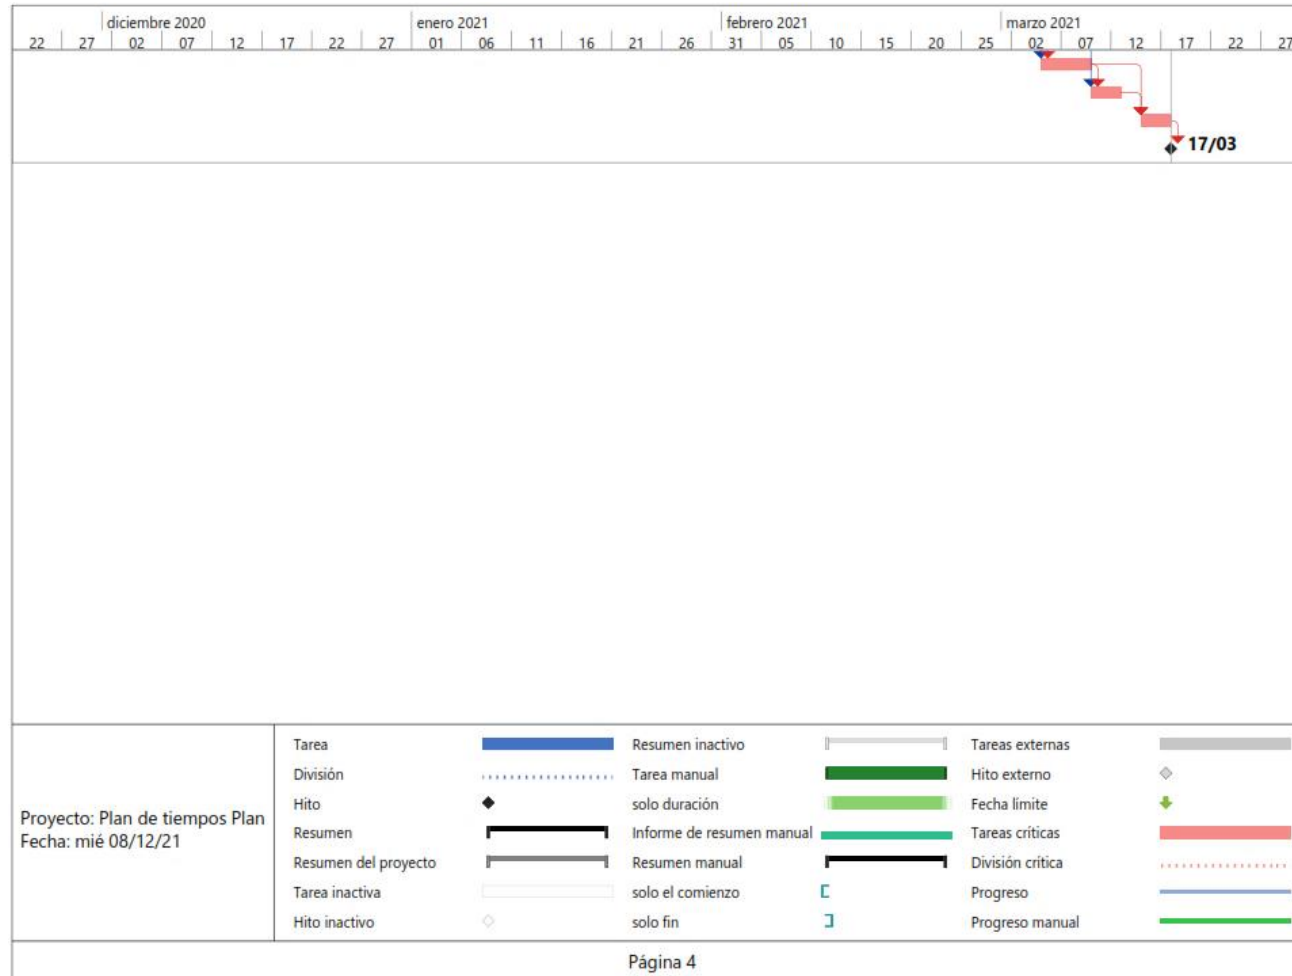 diciembre 2020 enero 2021 febrero 2021 marzo 2021
22 27 02 07 12 17 22 27 01 06 11 16 21 26 31 05 10 15 20 25 02 07 12 17 22 27
17/03
Proyecto: Plan de tiempos Plan
Fecha: mié 08/12/21
Tarea Resumen inactivo Tareas externas
División Tarea manual Hito externo
Hito solo duración Fecha límite
Resumen Informe de resumen manual Tareas críticas
Resumen del proyecto Resumen manual División crítica
Tarea inactiva solo el comienzo Progreso
Hito inactivo solo fin Progreso manual
Página 4